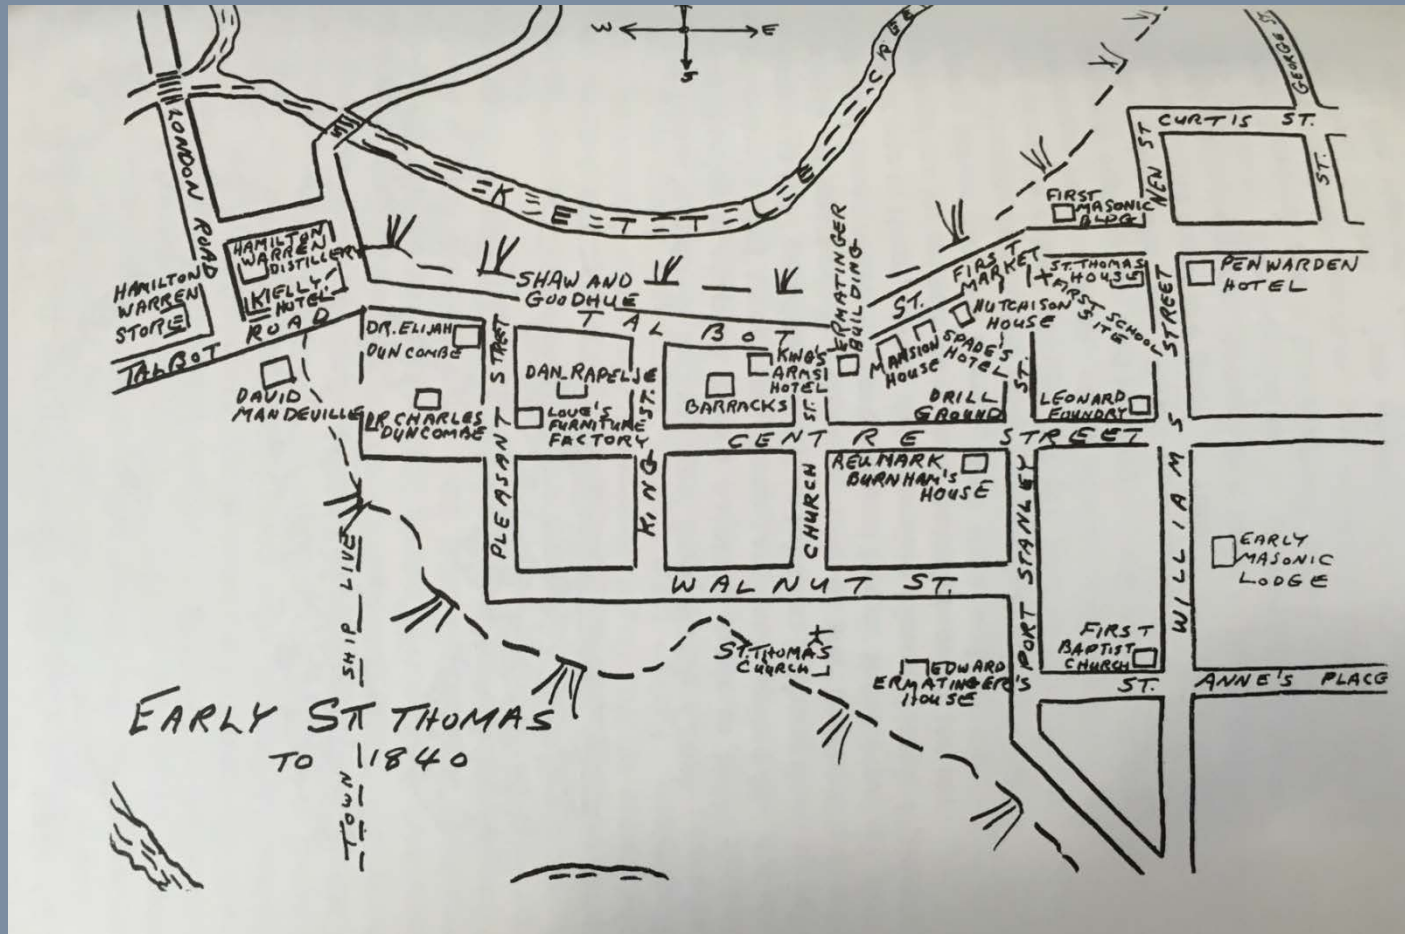 W E
S
KETTLE CREEK
GEORGE ST.
CURTIS ST.
NEW ST
ST.
LONDON ROAD
FIRST
MASONIC
BLDG
HAMILTON
WARREN
DISTILLERY
KIELLY
HOTEL
HAMILTON
WARREN
STORE
TALBOT ROAD
SHAW AND
GOODHUE
TALBOT ST.
ERMATINGER
BUILDING
FIRST
MARKET
ST. THOMAS
HOUSE
FIRST SCHOOL
SITE
PENWARDEN
HOTEL
HUTCHISON
HOUSE
SPADE'S
HOTEL
MANSION
HOUSE
KING'S
ARMS
HOTEL
DR. ELIJAH
DUNCOMBE
DAN RAPELJE
BARRACKS
DRILL
GROUND
LEONARD
FOUNDRY
DAVID
MANDEVILLE
DR CHARLES
DUNCOMBE
LOVE'S
FURNITURE
FACTORY
CENTRE STREET
PLEASANT STREET
KING ST.
CHURCH ST.
PORT STANLEY ST.
WILLIAM STREET
REV MARK
BURNHAM'S
HOUSE
EARLY
MASONIC
LODGE
WALNUT ST.
ST. THOMAS
CHURCH
EDWARD
ERMATINGER'S
HOUSE
FIRST
BAPTIST
CHURCH
ST. ANNE'S PLACE
TOWN SHIP LIVE
EARLY ST THOMAS
TO 1840